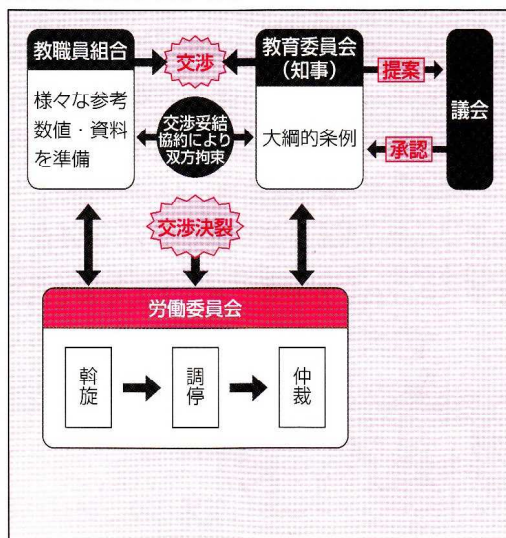 教職員組合
様々な参考
数値・資料
を準備
交渉
交渉妥結
協約により
双方拘束
教育委員会
(知事)
大綱的条例
提案
承認
議会
交渉決裂
労働委員会
斡旋
調停
仲裁